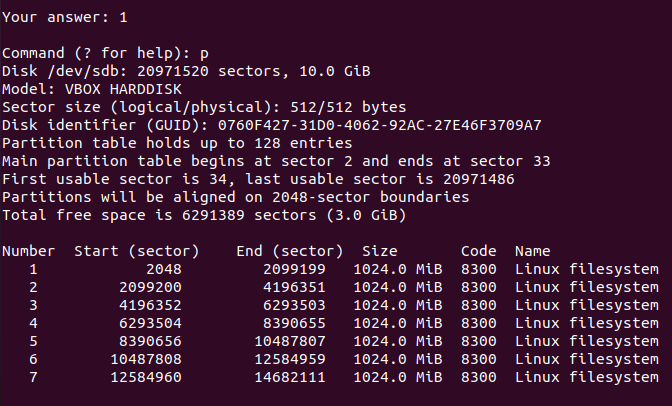 Your answer: 1
Command (? for help): p
Disk /dev/sdb: 20971520 sectors, 10.0 GiB
Model: VBOX HARDDISK
Sector size (logical/physical): 512/512 bytes
Disk identifier (GUID): 0760F427-31D0-4062-92AC-27E46F3709A7
Partition table holds up to 128 entries
Main partition table begins at sector 2 and ends at sector 33
First usable sector is 34, last usable sector is 20971486
Partitions will be aligned on 2048-sector boundaries
Total free space is 6291389 sectors (3.0 GiB)
Number  Start (sector)    End (sector)  Size       Code  Name
   1            2048         2099199   1024.0 MiB  8300  Linux filesystem
   2         2099200         4196351   1024.0 MiB  8300  Linux filesystem
   3         4196352         6293503   1024.0 MiB  8300  Linux filesystem
   4         6293504         8390655   1024.0 MiB  8300  Linux filesystem
   5         8390656        10487807   1024.0 MiB  8300  Linux filesystem
   6        10487808        12584959   1024.0 MiB  8300  Linux filesystem
   7        12584960        14682111   1024.0 MiB  8300  Linux filesystem